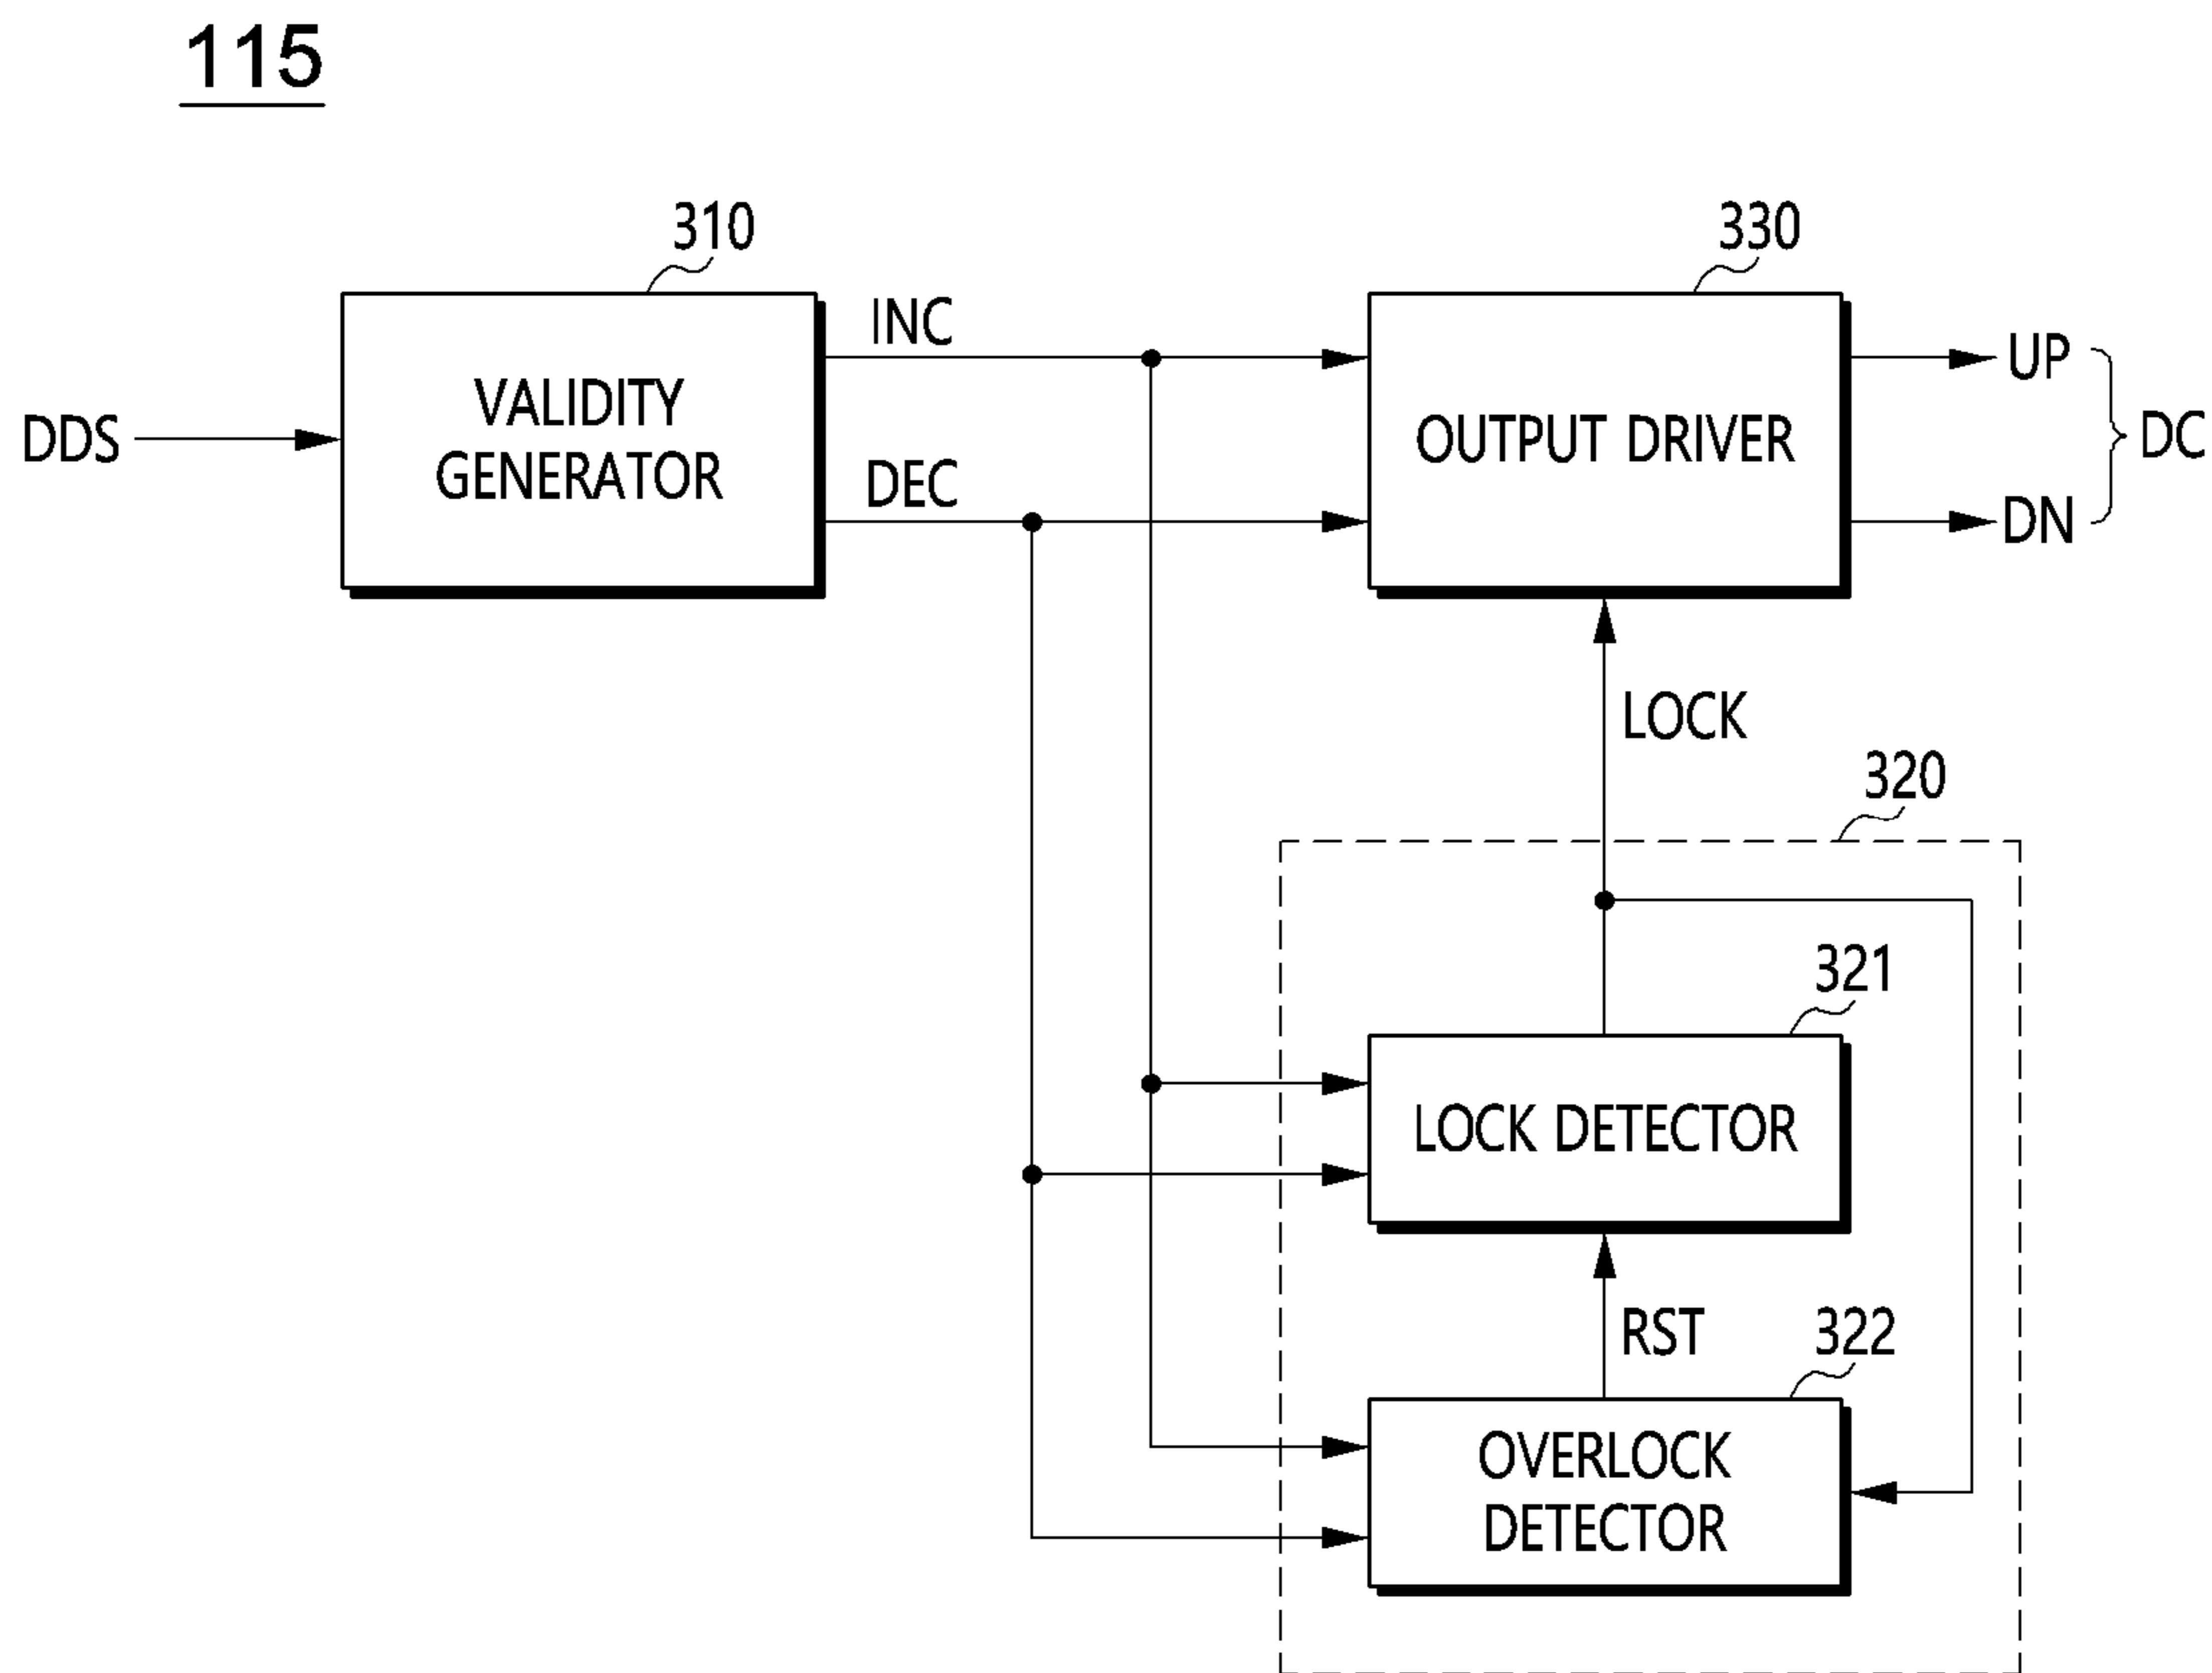 115
310
330
INC
UP
VALIDITY
GENERATOR
DDS
OUTPUT DRIVER
DC
DEC
DN
LOCK
320
321
LOCK DETECTOR
RST
322
OVERLOCK
DETECTOR